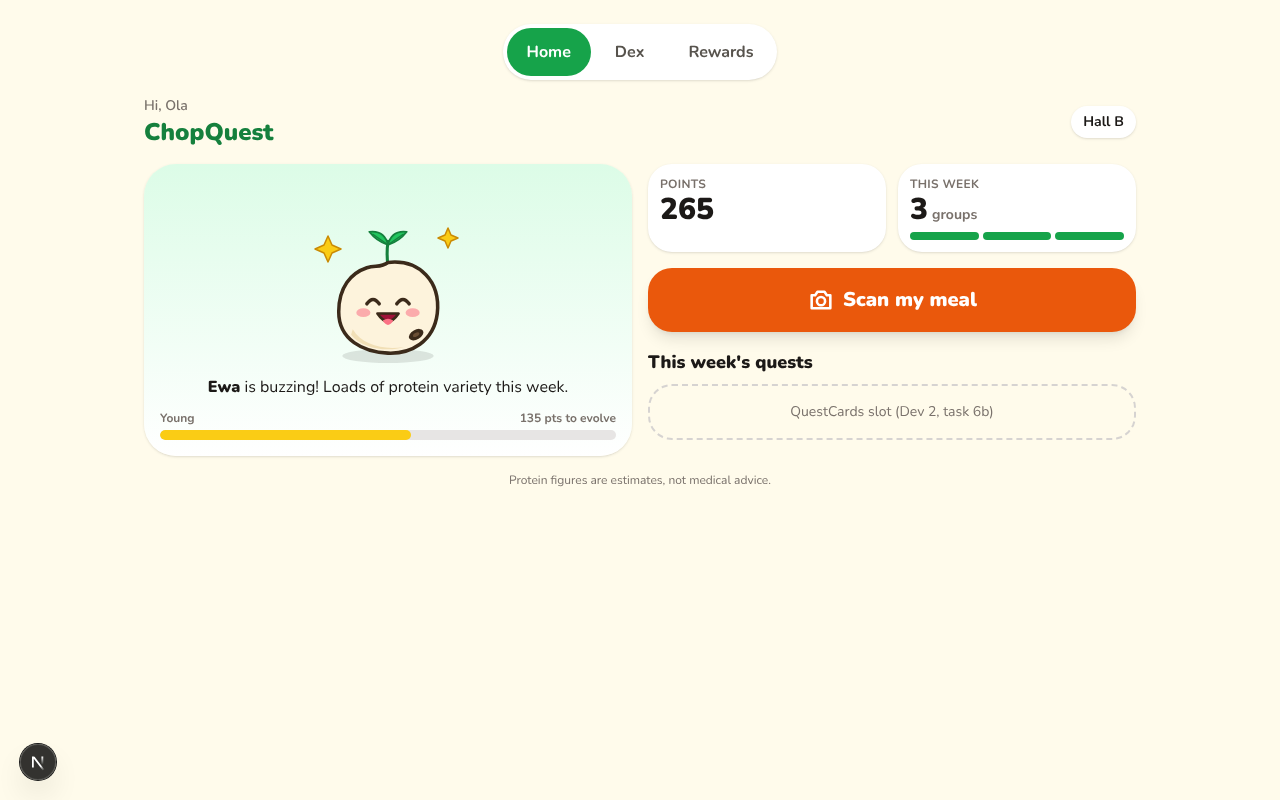 Home
Dex
Rewards
Hi, Ola
ChopQuest
Hall B
Ewa is buzzing! Loads of protein variety this week.
Young
135 pts to evolve
POINTS
265
THIS WEEK
3 groups
Scan my meal
This week's quests
QuestCards slot (Dev 2, task 6b)
Protein figures are estimates, not medical advice.
N